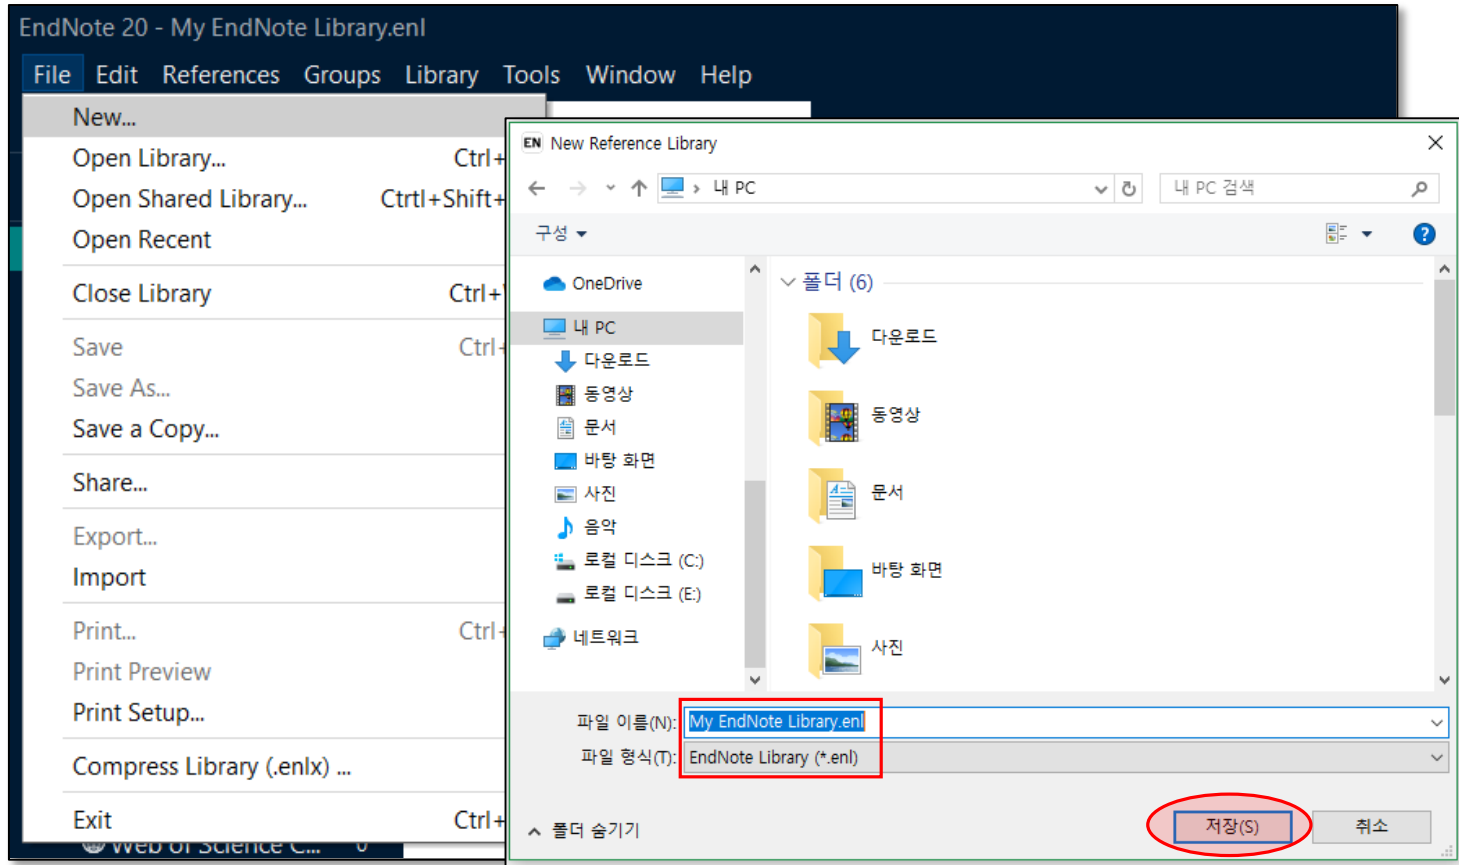 EndNote 20 - My EndNote Library.enl
File Edit References Groups Library Tools Window Help
New...
Open Library... Ctrl+
Open Shared Library... Ctrtl+Shift+
Open Recent
Close Library Ctrl+
Save Ctrl+
Save As...
Save a Copy...
Share...
Export...
Import
Print... Ctrl+
Print Preview
Print Setup...
Compress Library (.enlx) ...
Exit Ctrl+
Web of Science C... 0
EN New Reference Library
내 PC
내 PC 검색
구성
OneDrive
내 PC
다운로드
동영상
문서
바탕 화면
사진
음악
로컬 디스크 (C:)
로컬 디스크 (E:)
네트워크
폴더 (6)
다운로드
동영상
문서
바탕 화면
사진
파일 이름(N): My EndNote Library.enl
파일 형식(T): EndNote Library (*.enl)
폴더 숨기기
저장(S)
취소